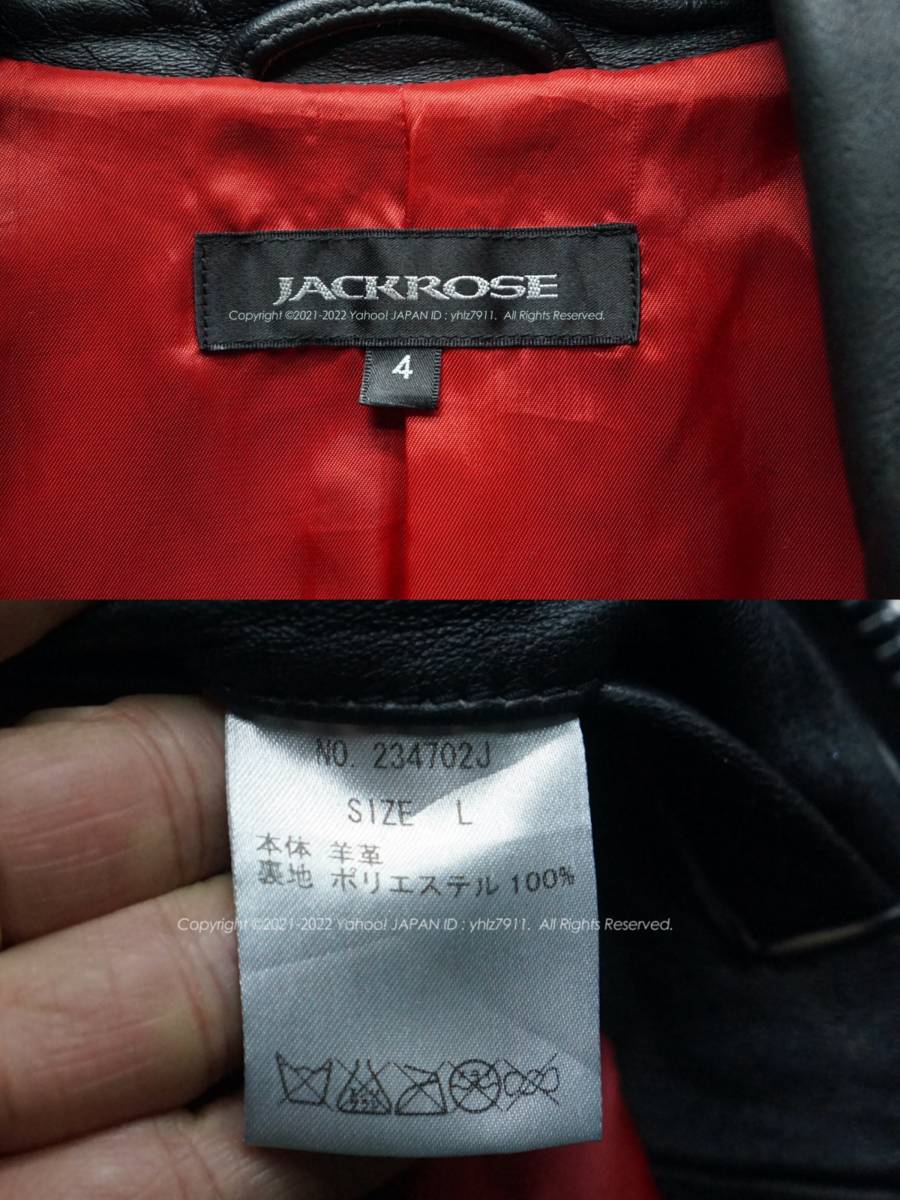 JACKROSE
Copyright ©2021-2022 Yahoo! JAPAN ID : yhlz7911. All Rights Reserved.
4
NO. 234702J
SIZE L
本体 羊革
裏地 ポリエステル 100%
Copyright ©2021-2022 Yahoo! JAPAN ID : yhlz7911. All Rights Reserved.